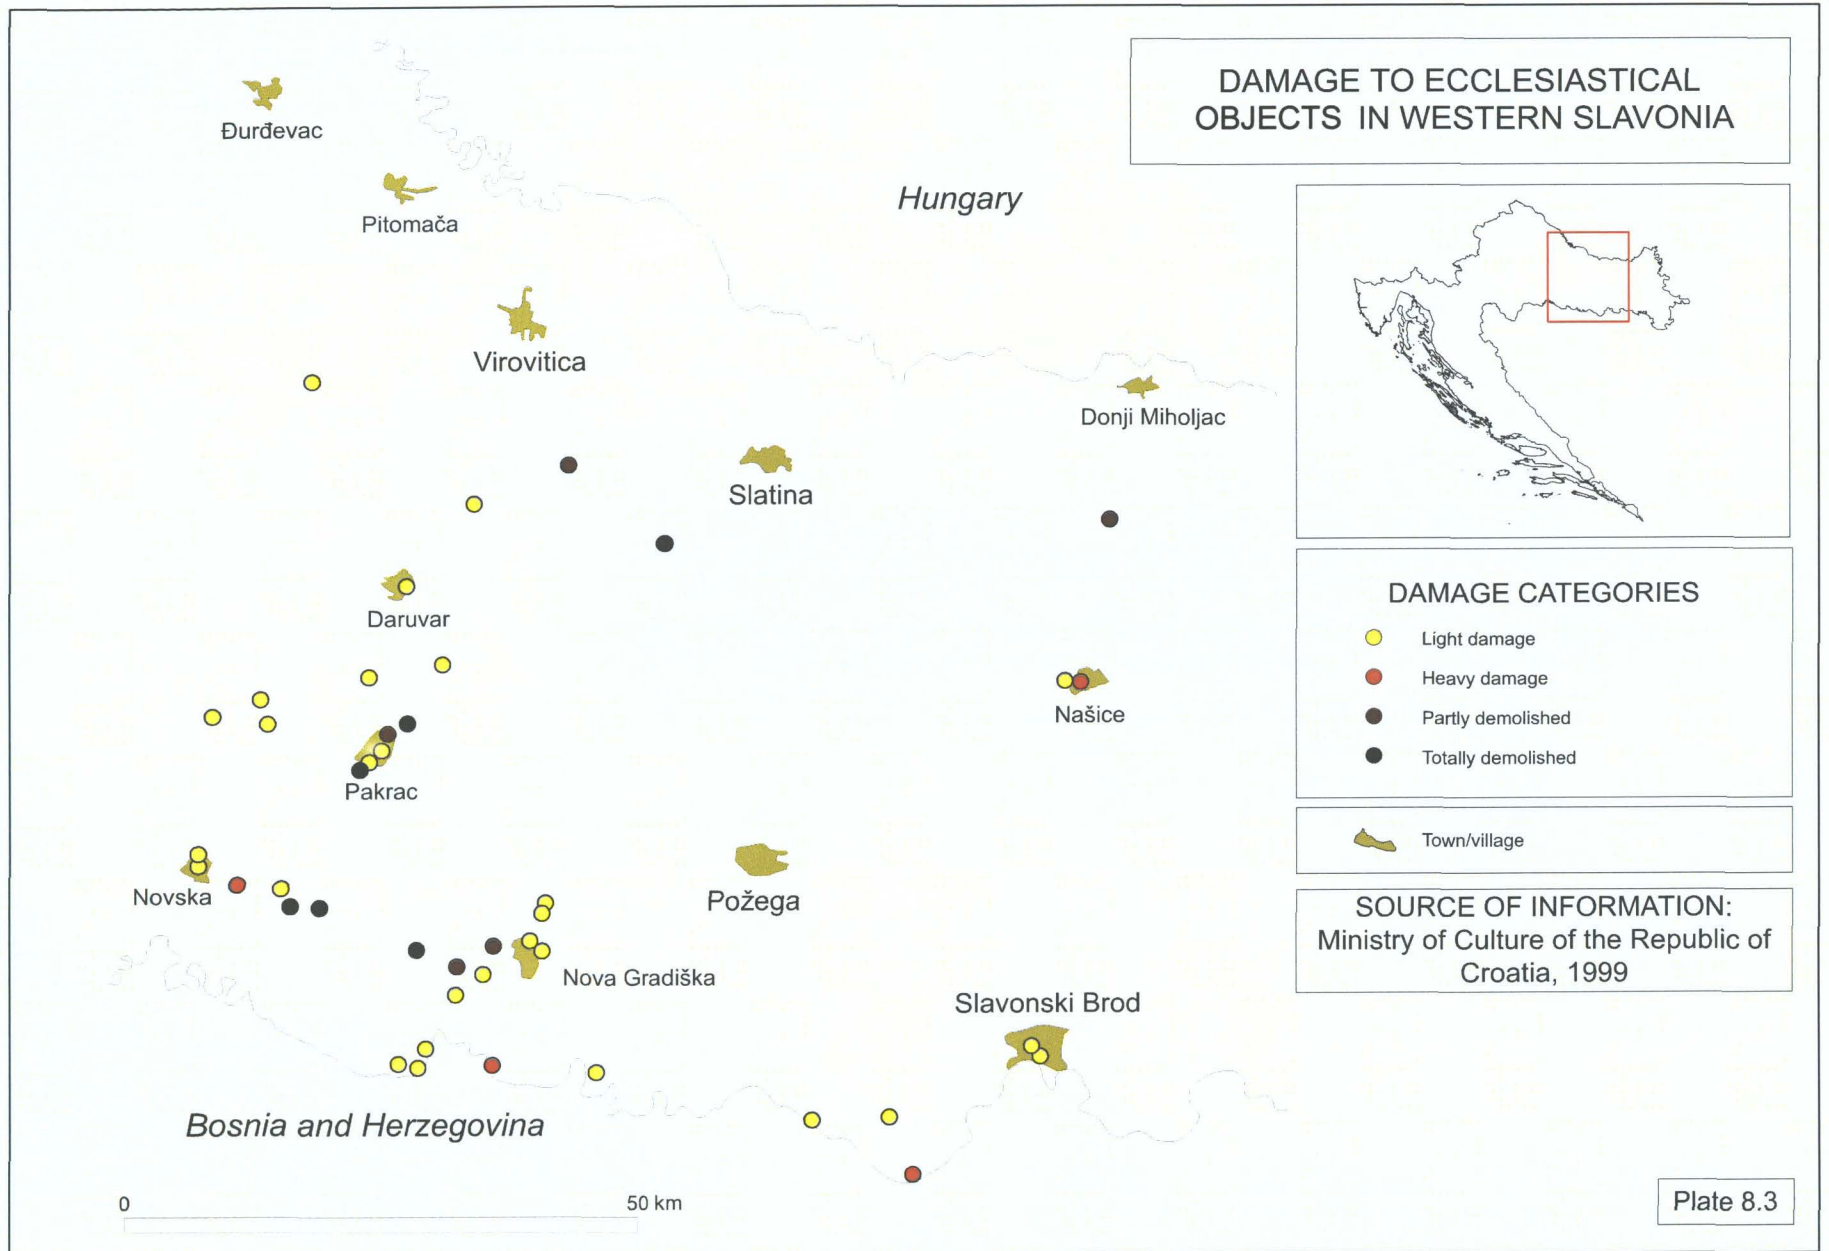 DAMAGE TO ECCLESIASTICAL
OBJECTS IN WESTERN SLAVONIA
Đurđevac
Pitomača
Hungary
Virovitica
Donji Miholjac
Slatina
Daruvar
Našice
Pakrac
Novska
Požega
Nova Gradiška
Slavonski Brod
Bosnia and Herzegovina
0
50 km
DAMAGE CATEGORIES
Light damage
Heavy damage
Partly demolished
Totally demolished
Town/village
SOURCE OF INFORMATION:
Ministry of Culture of the Republic of
Croatia, 1999
Plate 8.3